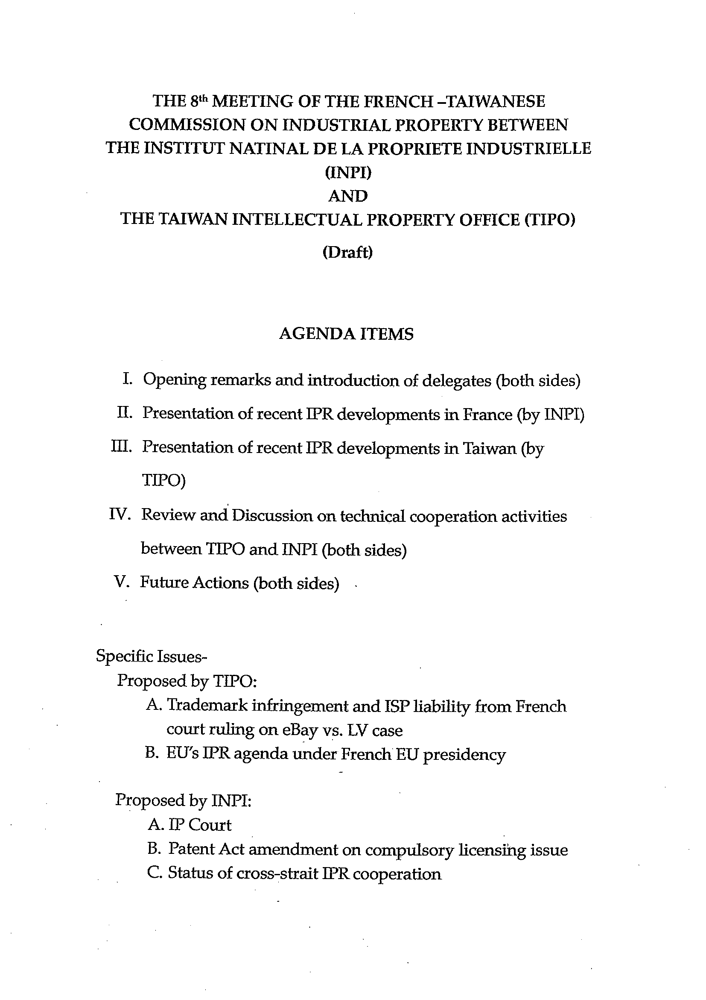 THE 8th MEETING OF THE FRENCH –TAIWANESE
COMMISSION ON INDUSTRIAL PROPERTY BETWEEN
THE INSTITUT NATINAL DE LA PROPRIETE INDUSTRIELLE
(INPI)
AND
THE TAIWAN INTELLECTUAL PROPERTY OFFICE (TIPO)
(Draft)
AGENDA ITEMS
I. Opening remarks and introduction of delegates (both sides)
II. Presentation of recent IPR developments in France (by INPI)
III. Presentation of recent IPR developments in Taiwan (by
TIPO)
IV. Review and Discussion on technical cooperation activities
between TIPO and INPI (both sides)
V. Future Actions (both sides)
Specific Issues-
Proposed by TIPO:
A. Trademark infringement and ISP liability from French
court ruling on eBay vs. LV case
B. EU's IPR agenda under French EU presidency
Proposed by INPI:
A. IP Court
B. Patent Act amendment on compulsory licensing issue
C. Status of cross-strait IPR cooperation